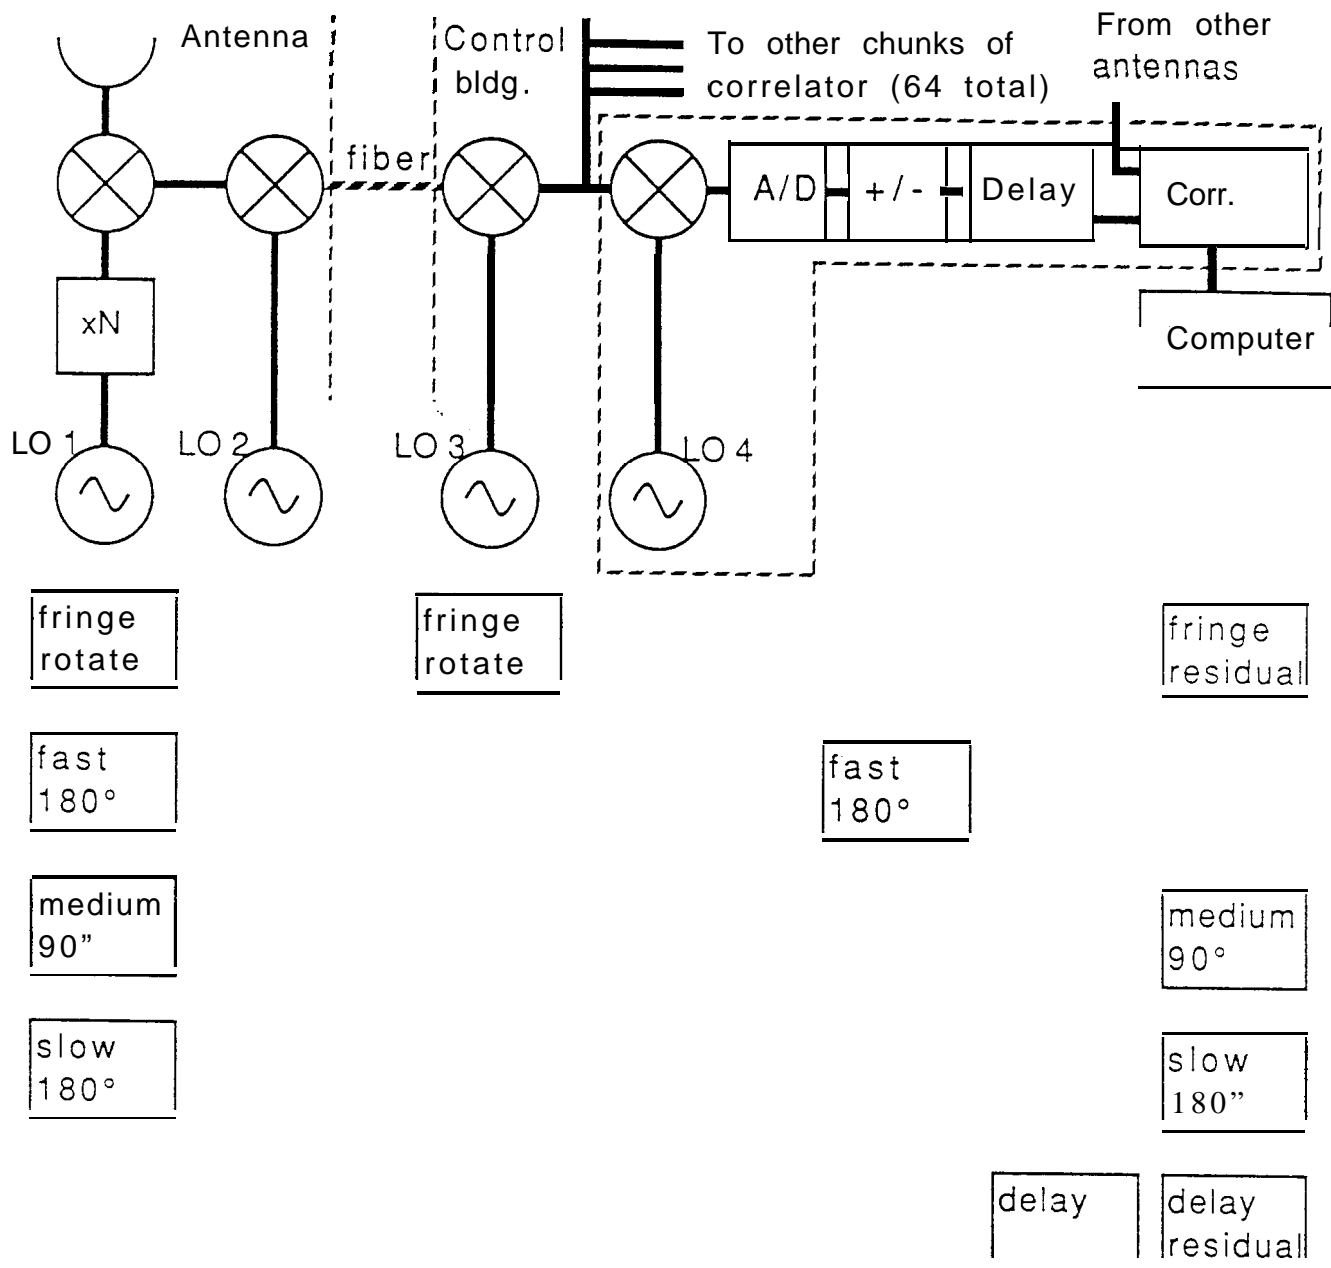 Antenna
Control
bldg.
To other chunks of
correlator (64 total)
From other
antennas
fiber
A/D
+/-
Delay
Corr.
xN
Computer
LO 1
LO 2
LO 3
LO 4
fringe
rotate
fringe
rotate
fringe
residual
fast
180°
fast
180°
medium
90”
medium
90°
slow
180°
slow
180”
delay
delay
residual